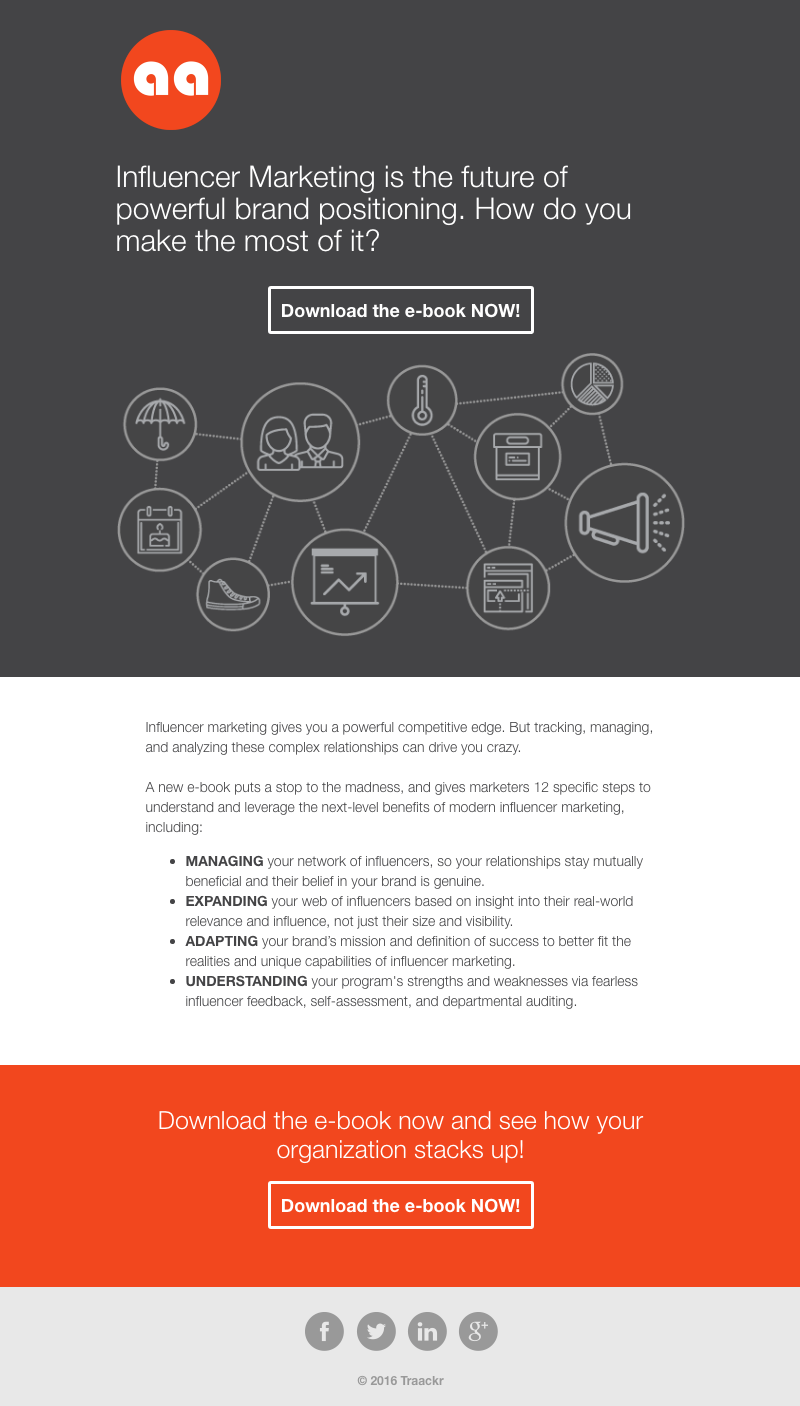 aa
Influencer Marketing is the future of
powerful brand positioning. How do you
make the most of it?
Download the e-book NOW!
Influencer marketing gives you a powerful competitive edge. But tracking, managing,
and analyzing these complex relationships can drive you crazy.
A new e-book puts a stop to the madness, and gives marketers 12 specific steps to
understand and leverage the next-level benefits of modern influencer marketing,
including:
• MANAGING your network of influencers, so your relationships stay mutually
beneficial and their belief in your brand is genuine.
• EXPANDING your web of influencers based on insight into their real-world
relevance and influence, not just their size and visibility.
• ADAPTING your brand’s mission and definition of success to better fit the
realities and unique capabilities of influencer marketing.
• UNDERSTANDING your program's strengths and weaknesses via fearless
influencer feedback, self-assessment, and departmental auditing.
Download the e-book now and see how your
organization stacks up!
Download the e-book NOW!
f in g+
© 2016 Traackr